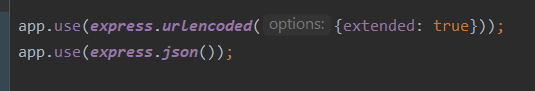 app.use(express.urlencoded( options: {extended: true}));
app.use(express.json());